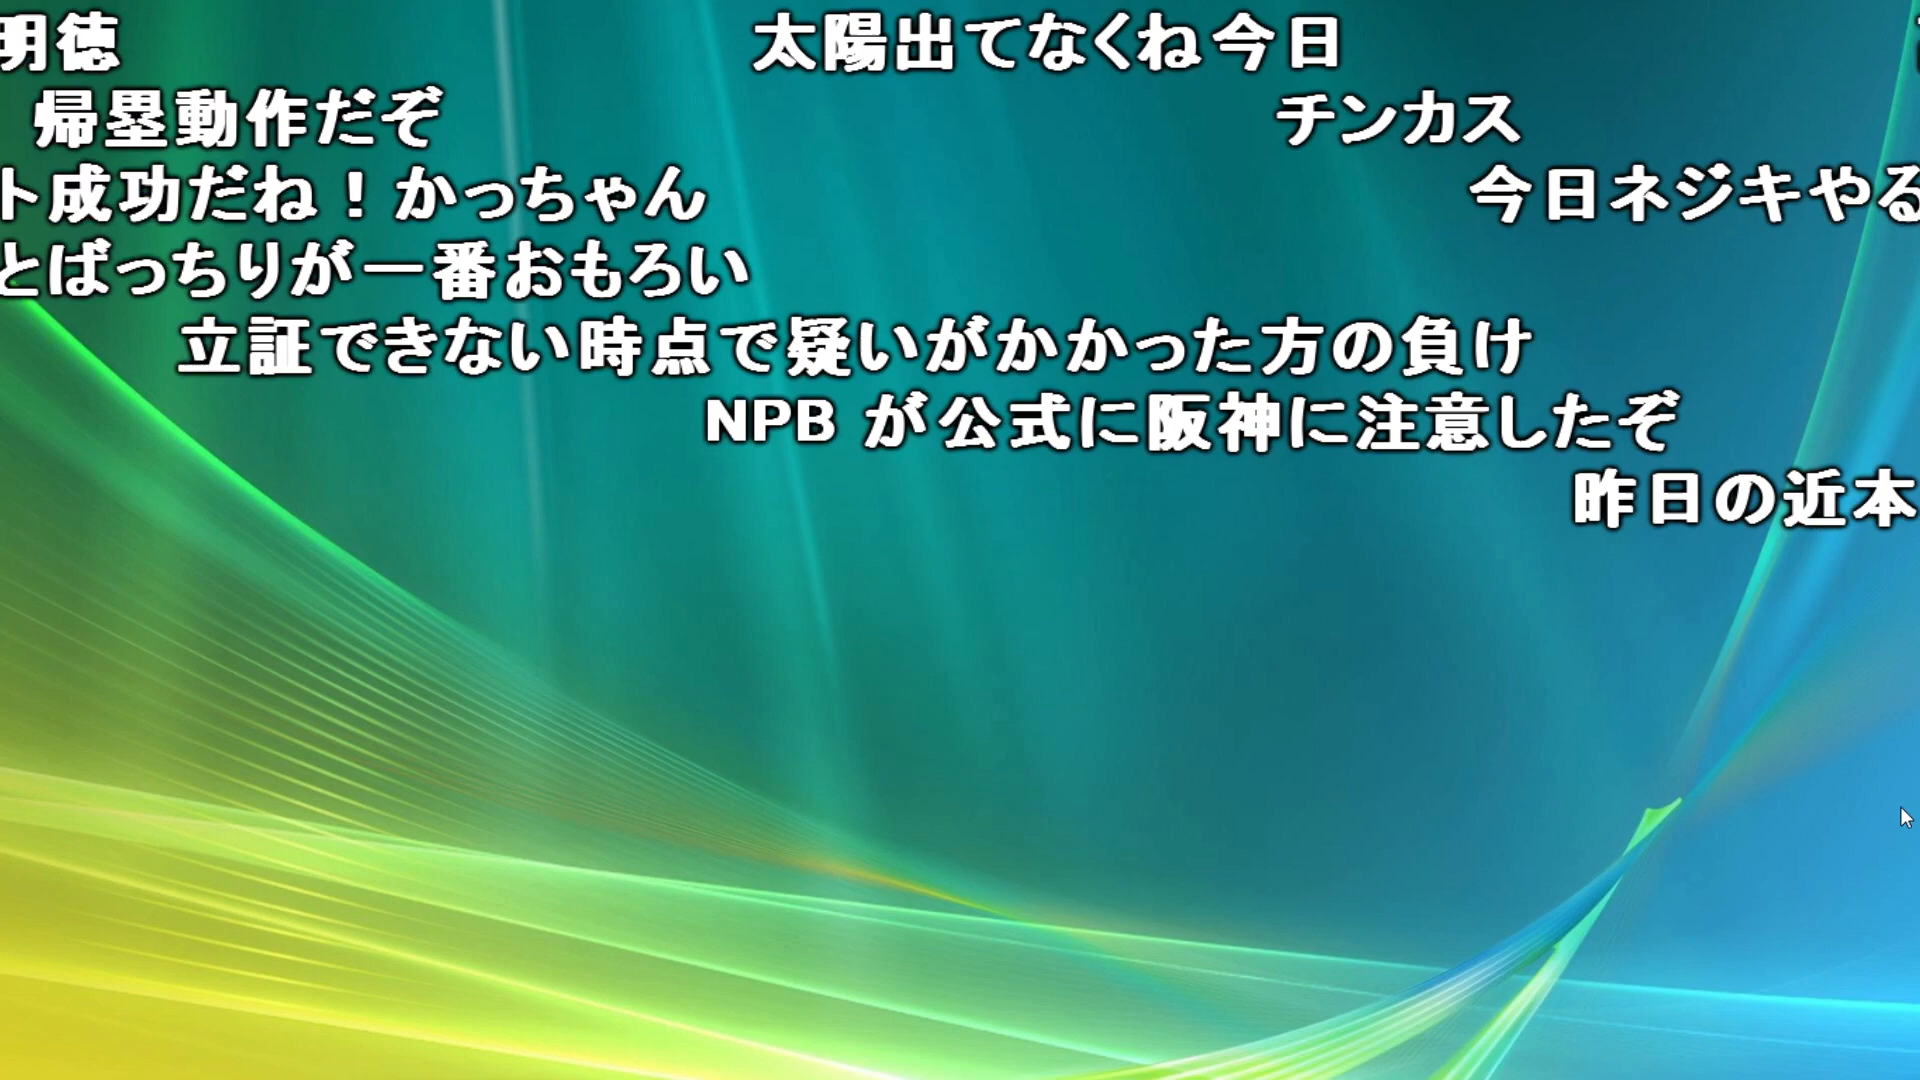 明徳
太陽出てなくね今日
帰塁動作だぞ
チンカス
ト成功だね！かっちゃん
今日ネジキやる
とばっちりが一番おもろい
立証できない時点で疑いがかかった方の負け
NPB が公式に阪神に注意したぞ
昨日の近本